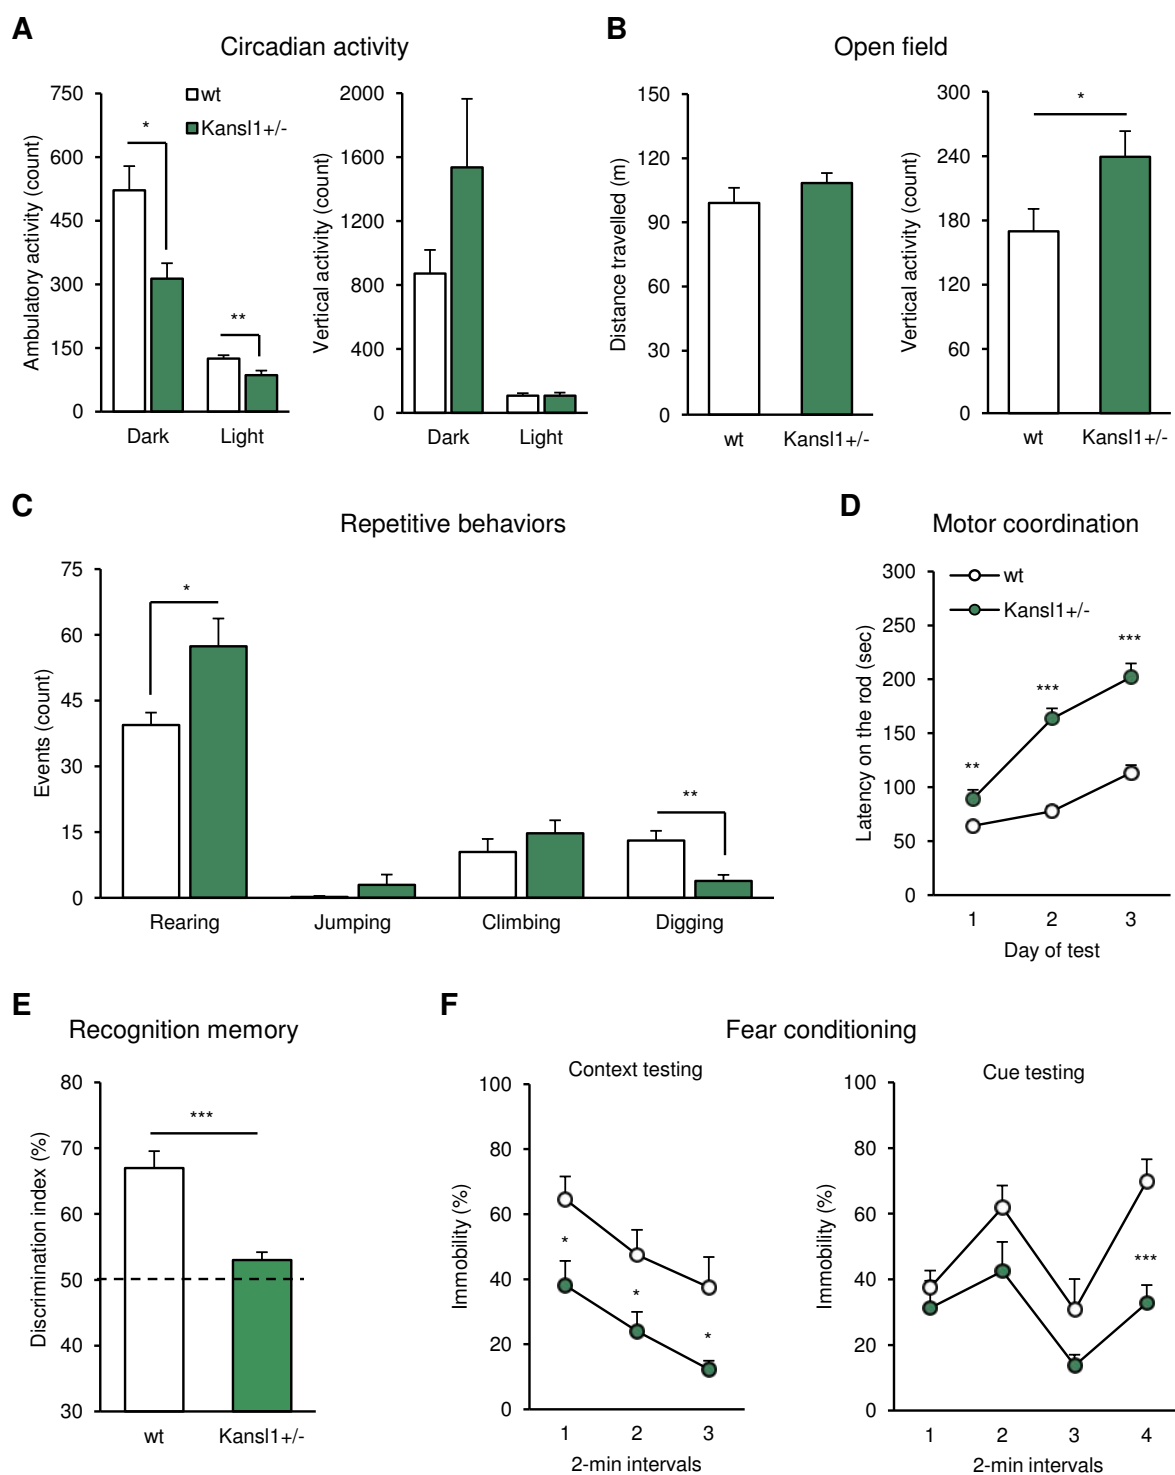 A
Circadian activity
B
Open field
Ambulatory activity (count)
750
600
450
300
150
0
*
**
wt
Kansl1+/-
Dark Light
Vertical activity (count)
2000
1600
1200
800
400
0
Dark Light
Distance travelled (m)
150
120
90
60
30
0
wt Kansl1+/-
Vertical activity (count)
300
240
180
120
60
0
*
wt Kansl1+/-
C
Repetitive behaviors
Events (count)
75
60
45
30
15
0
*
**
Rearing Jumping Climbing Digging
D
Motor coordination
Latency on the rod (sec)
300
250
200
150
100
50
0
wt
Kansl1+/-
**
***
***
1 2 3
Day of test
E
Recognition memory
Discrimination index (%)
80
70
60
50
40
30
***
wt Kansl1+/-
F
Fear conditioning
Context testing
Immobility (%)
100
80
60
40
20
0
*
*
*
1 2 3
2-min intervals
Cue testing
Immobility (%)
100
80
60
40
20
0
***
1 2 3 4
2-min intervals